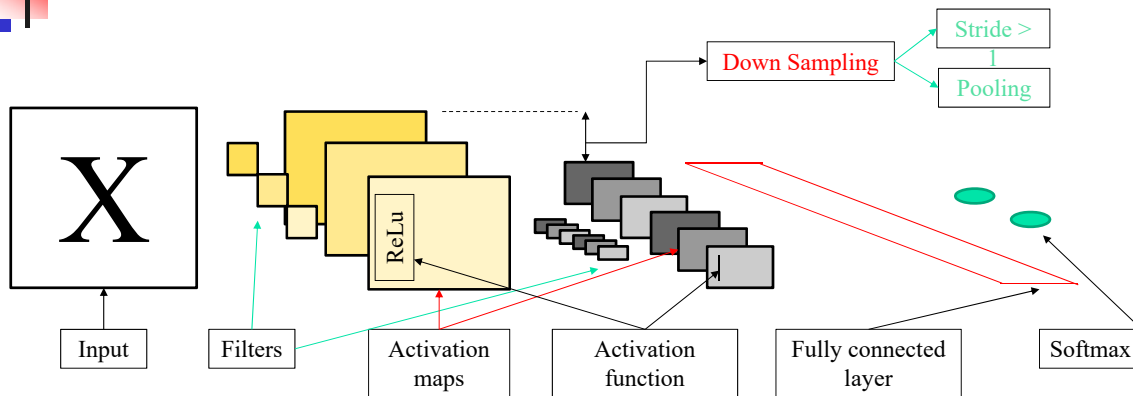 Stride >
1
Down Sampling
Pooling
X
ReLu
Input
Filters
Activation
maps
Activation
function
Fully connected
layer
Softmax